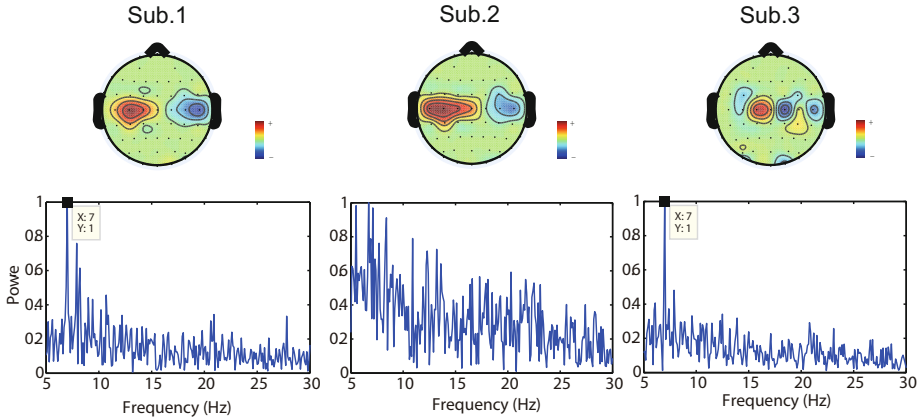 Sub.1 Sub.2 Sub.3
+ + +
− − −
1 1 1
X: 7 X: 7
Y: 1 Y: 1
08 08 08
06 06 06
Powe
04 04 04
02 02 02
0 0 0
5 10 15 20 25 30 5 10 15 20 25 30 5 10 15 20 25 30
Frequency (Hz) Frequency (Hz) Frequency (Hz)